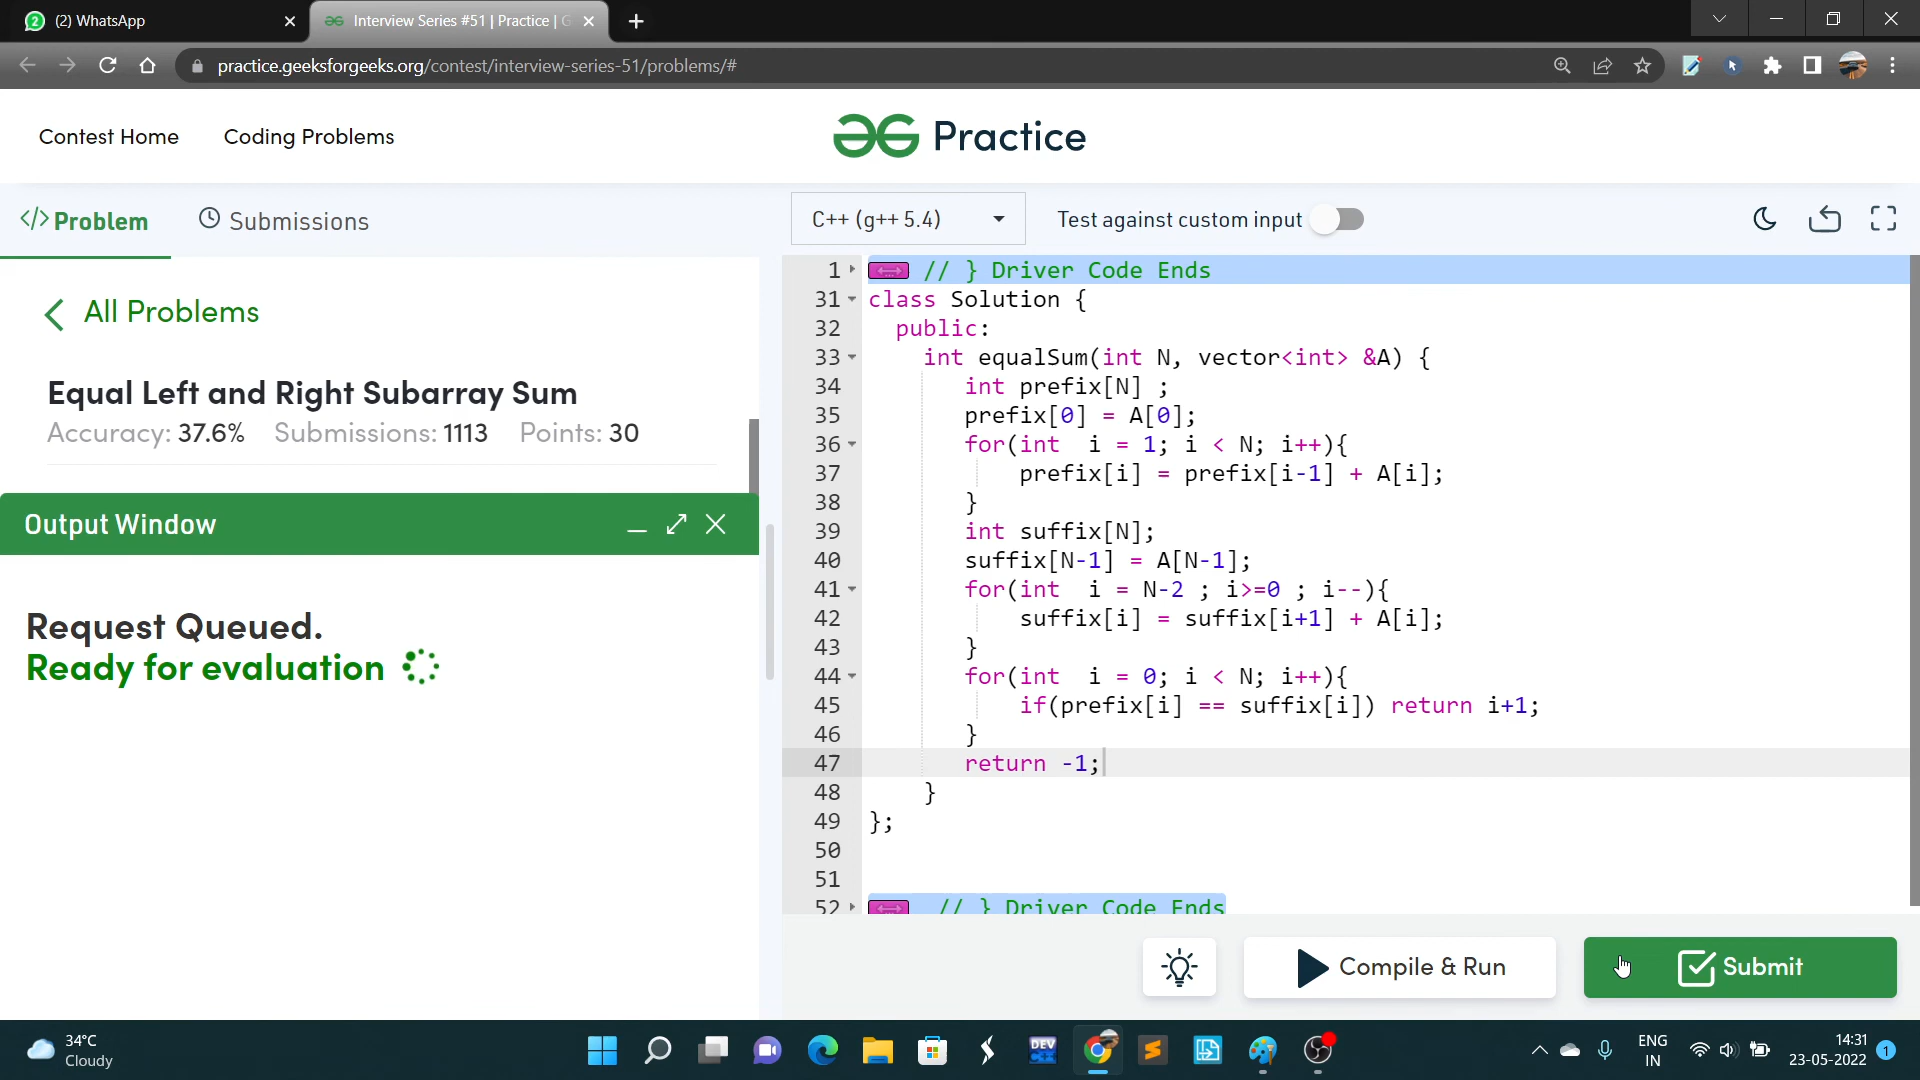 (2) WhatsApp
Interview Series #51 | Practice | G
practice.geeksforgeeks.org/contest/interview-series-51/problems/#
Contest Home
Coding Problems
Practice
</> Problem
Submissions
C++ (g++ 5.4)
Test against custom input
All Problems
Equal Left and Right Subarray Sum
Accuracy: 37.6% Submissions: 1113 Points: 30
Output Window
Request Queued.
Ready for evaluation
1 // } Driver Code Ends
31 class Solution {
32 public:
33 int equalSum(int N, vector<int> &A) {
34 int prefix[N] ;
35 prefix[0] = A[0];
36 for(int  i = 1; i < N; i++){
37 prefix[i] = prefix[i-1] + A[i];
38 }
39 int suffix[N];
40 suffix[N-1] = A[N-1];
41 for(int  i = N-2 ; i>=0 ; i--){
42 suffix[i] = suffix[i+1] + A[i];
43 }
44 for(int  i = 0; i < N; i++){
45 if(prefix[i] == suffix[i]) return i+1;
46 }
47 return -1;
48 }
49 };
50
51
52 // } Driver Code Ends
Compile & Run
Submit
34°C
Cloudy
DEV
ENG
IN
14:31
23-05-2022
1